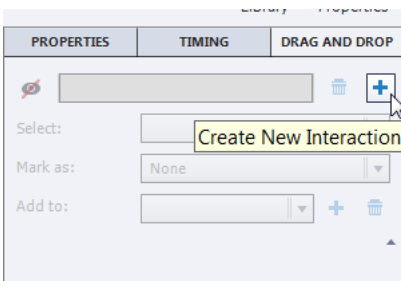 Library Properties
PROPERTIES TIMING DRAG AND DROP
Select:
Create New Interaction
Mark as: None
Add to: